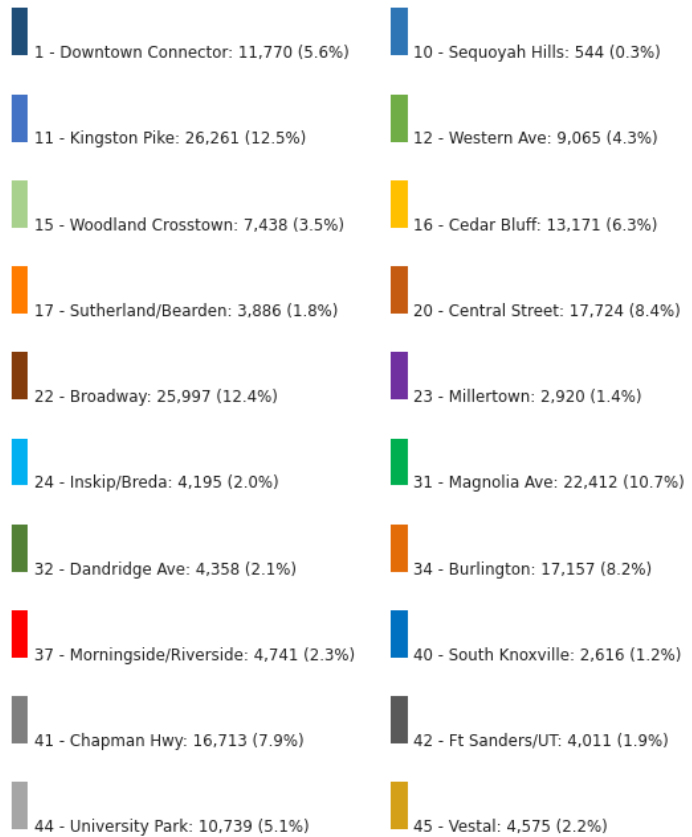 1 - Downtown Connector: 11,770 (5.6%)
10 - Sequoyah Hills: 544 (0.3%)
11 - Kingston Pike: 26,261 (12.5%)
12 - Western Ave: 9,065 (4.3%)
15 - Woodland Crosstown: 7,438 (3.5%)
16 - Cedar Bluff: 13,171 (6.3%)
17 - Sutherland/Bearden: 3,886 (1.8%)
20 - Central Street: 17,724 (8.4%)
22 - Broadway: 25,997 (12.4%)
23 - Millertown: 2,920 (1.4%)
24 - Inskip/Breda: 4,195 (2.0%)
31 - Magnolia Ave: 22,412 (10.7%)
32 - Dandridge Ave: 4,358 (2.1%)
34 - Burlington: 17,157 (8.2%)
37 - Morningside/Riverside: 4,741 (2.3%)
40 - South Knoxville: 2,616 (1.2%)
41 - Chapman Hwy: 16,713 (7.9%)
42 - Ft Sanders/UT: 4,011 (1.9%)
44 - University Park: 10,739 (5.1%)
45 - Vestal: 4,575 (2.2%)